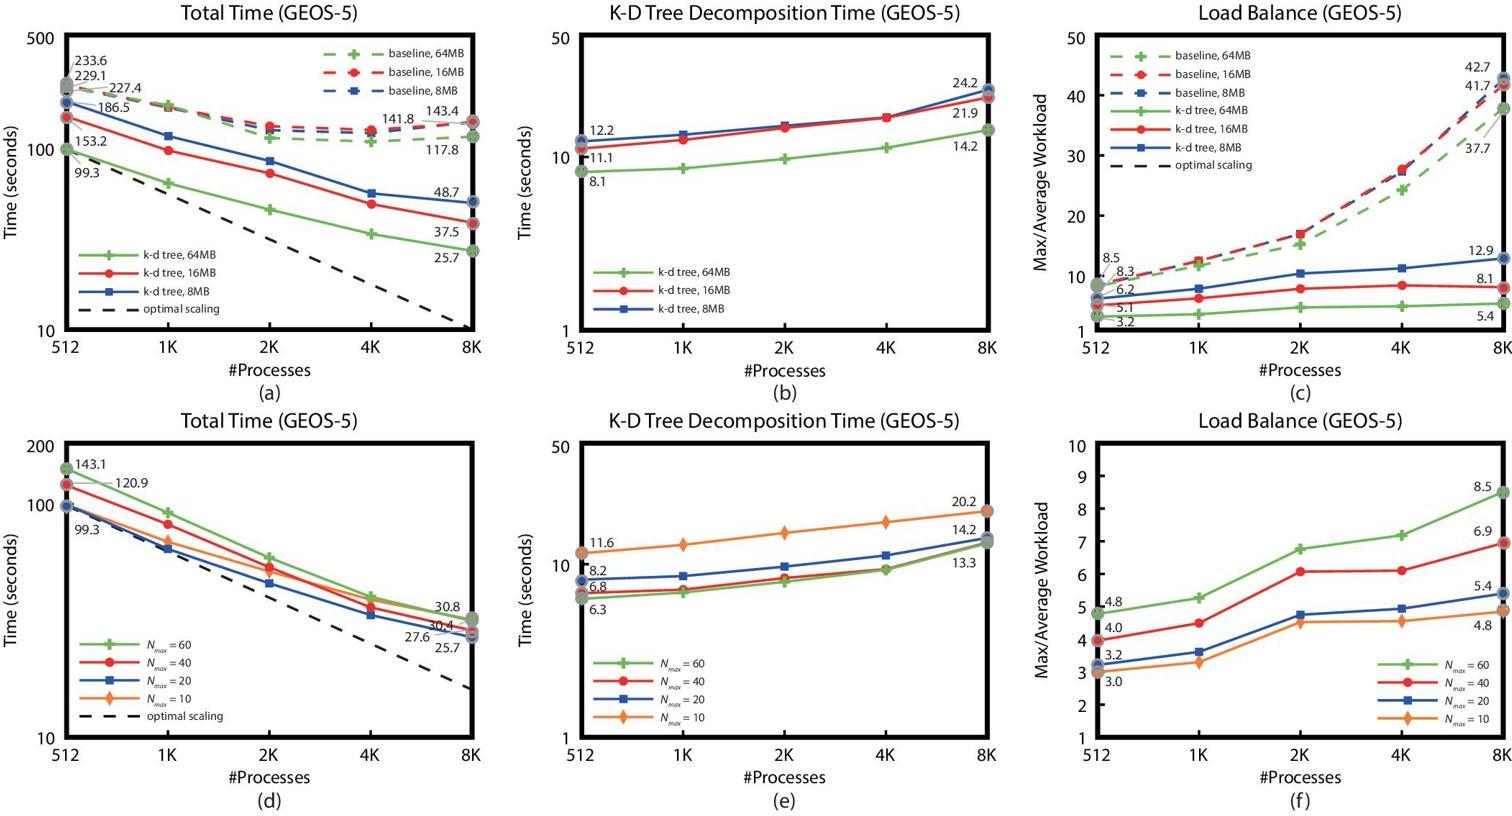 Total Time (GEOS-5)
500
100
10
Time (seconds)
233.6
229.1
227.4
186.5
153.2
99.3
baseline, 64MB
baseline, 16MB
baseline, 8MB
141.8
143.4
117.8
48.7
37.5
25.7
k-d tree, 64MB
k-d tree, 16MB
k-d tree, 8MB
optimal scaling
512 1K 2K 4K 8K
#Processes
(a)
K-D Tree Decomposition Time (GEOS-5)
50
10
1
Time (seconds)
12.2
11.1
8.1
24.2
21.9
14.2
k-d tree, 64MB
k-d tree, 16MB
k-d tree, 8MB
512 1K 2K 4K 8K
#Processes
(b)
Load Balance (GEOS-5)
50
40
30
20
10
1
Max/Average Workload
baseline, 64MB
baseline, 16MB
baseline, 8MB
k-d tree, 64MB
k-d tree, 16MB
k-d tree, 8MB
optimal scaling
42.7
41.7
37.7
8.5
8.3
6.2
5.1
3.2
12.9
8.1
5.4
512 1K 2K 4K 8K
#Processes
(c)
Total Time (GEOS-5)
200
100
10
Time (seconds)
143.1
120.9
99.3
30.8
30.4
27.6
25.7
Nmax = 60
Nmax = 40
Nmax = 20
Nmax = 10
optimal scaling
512 1K 2K 4K 8K
#Processes
(d)
K-D Tree Decomposition Time (GEOS-5)
50
10
1
Time (seconds)
11.6
8.2
6.8
6.3
20.2
14.2
13.3
Nmax = 60
Nmax = 40
Nmax = 20
Nmax = 10
512 1K 2K 4K 8K
#Processes
(e)
Load Balance (GEOS-5)
10
9
8
7
6
5
4
3
2
1
Max/Average Workload
4.8
4.0
3.2
3.0
8.5
6.9
5.4
4.8
Nmax = 60
Nmax = 40
Nmax = 20
Nmax = 10
512 1K 2K 4K 8K
#Processes
(f)